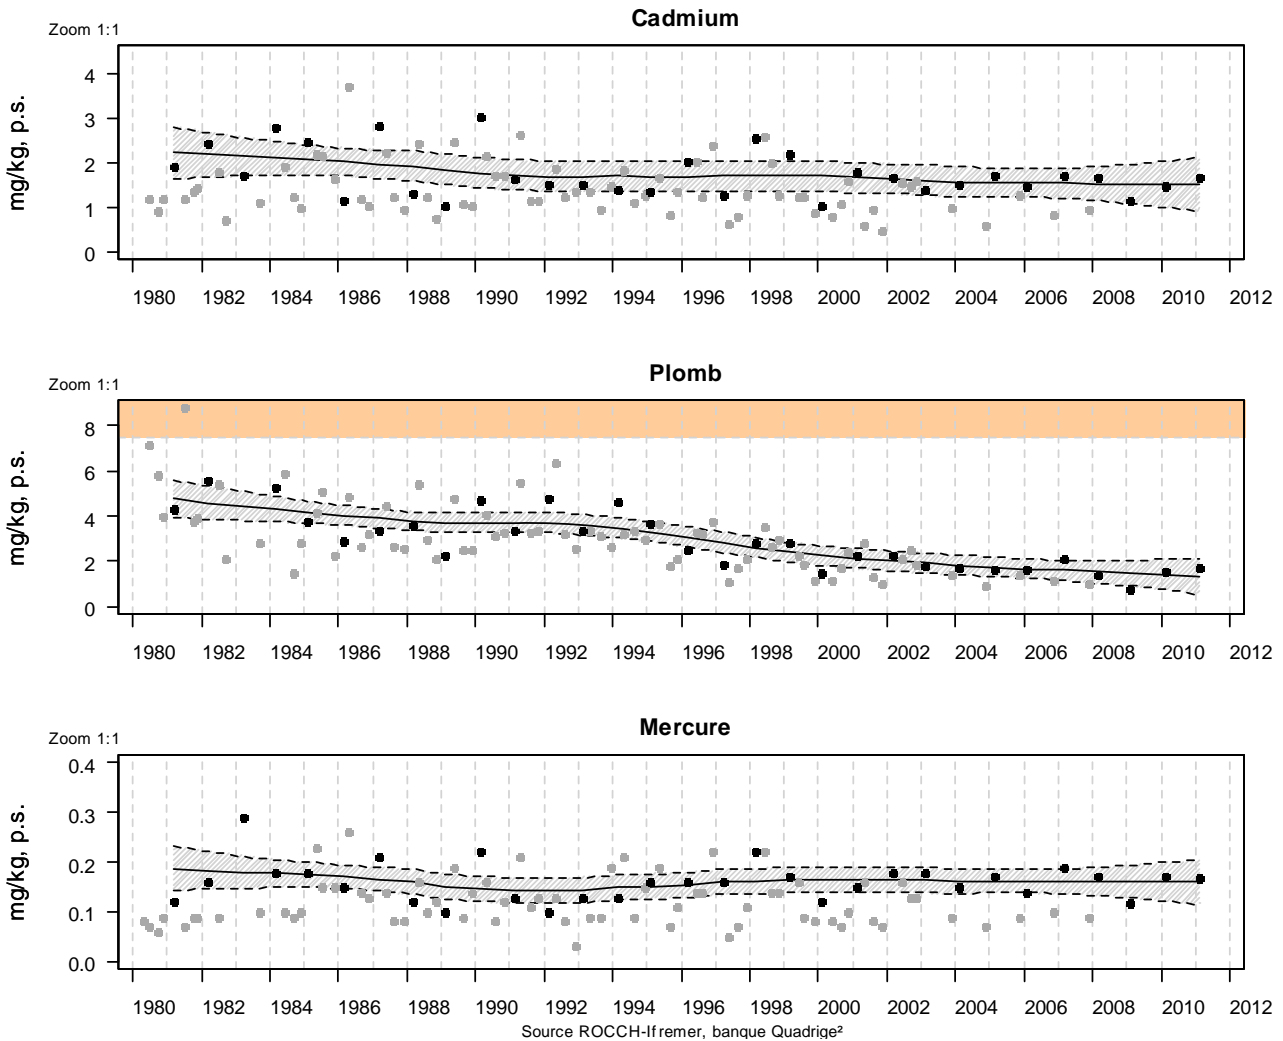 Cadmium
Zoom 1:1
mg/kg, p.s.
4
3
2
1
0
1980 1982 1984 1986 1988 1990 1992 1994 1996 1998 2000 2002 2004 2006 2008 2010 2012
Plomb
Zoom 1:1
mg/kg, p.s.
8
6
4
2
0
1980 1982 1984 1986 1988 1990 1992 1994 1996 1998 2000 2002 2004 2006 2008 2010 2012
Mercure
Zoom 1:1
mg/kg, p.s.
0.4
0.3
0.2
0.1
0.0
1980 1982 1984 1986 1988 1990 1992 1994 1996 1998 2000 2002 2004 2006 2008 2010 2012
Source ROCCH-Ifremer, banque Quadrige²